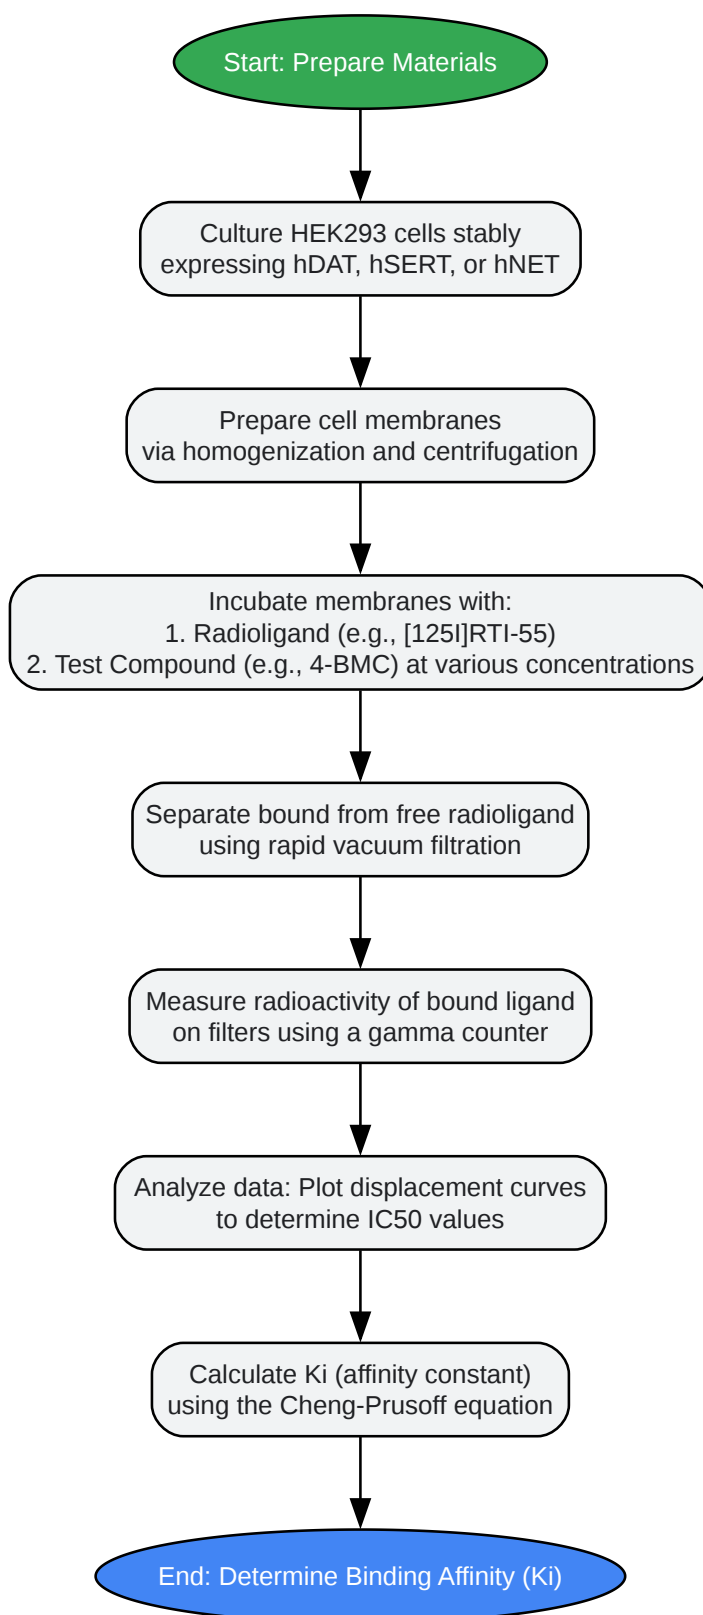 Start: Prepare Materials
Culture HEK293 cells stably
expressing hDAT, hSERT, or hNET
Prepare cell membranes
via homogenization and centrifugation
Incubate membranes with:
1. Radioligand (e.g., [125I]RTI-55)
2. Test Compound (e.g., 4-BMC) at various concentrations
Separate bound from free radioligand
using rapid vacuum filtration
Measure radioactivity of bound ligand
on filters using a gamma counter
Analyze data: Plot displacement curves
to determine IC50 values
Calculate Ki (affinity constant)
using the Cheng-Prusoff equation
End: Determine Binding Affinity (Ki)